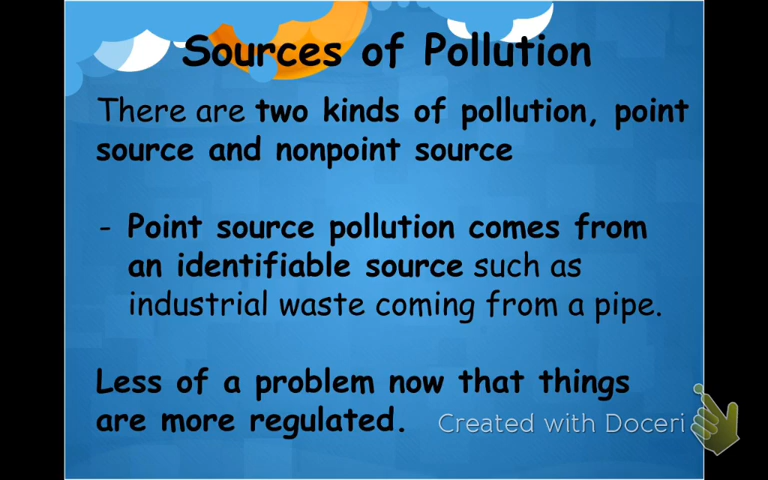 Sources of Pollution
There are two kinds of pollution, point
source and nonpoint source
- Point source pollution comes from
an identifiable source such as
industrial waste coming from a pipe.
Less of a problem now that things
are more regulated.
Created with Doceri